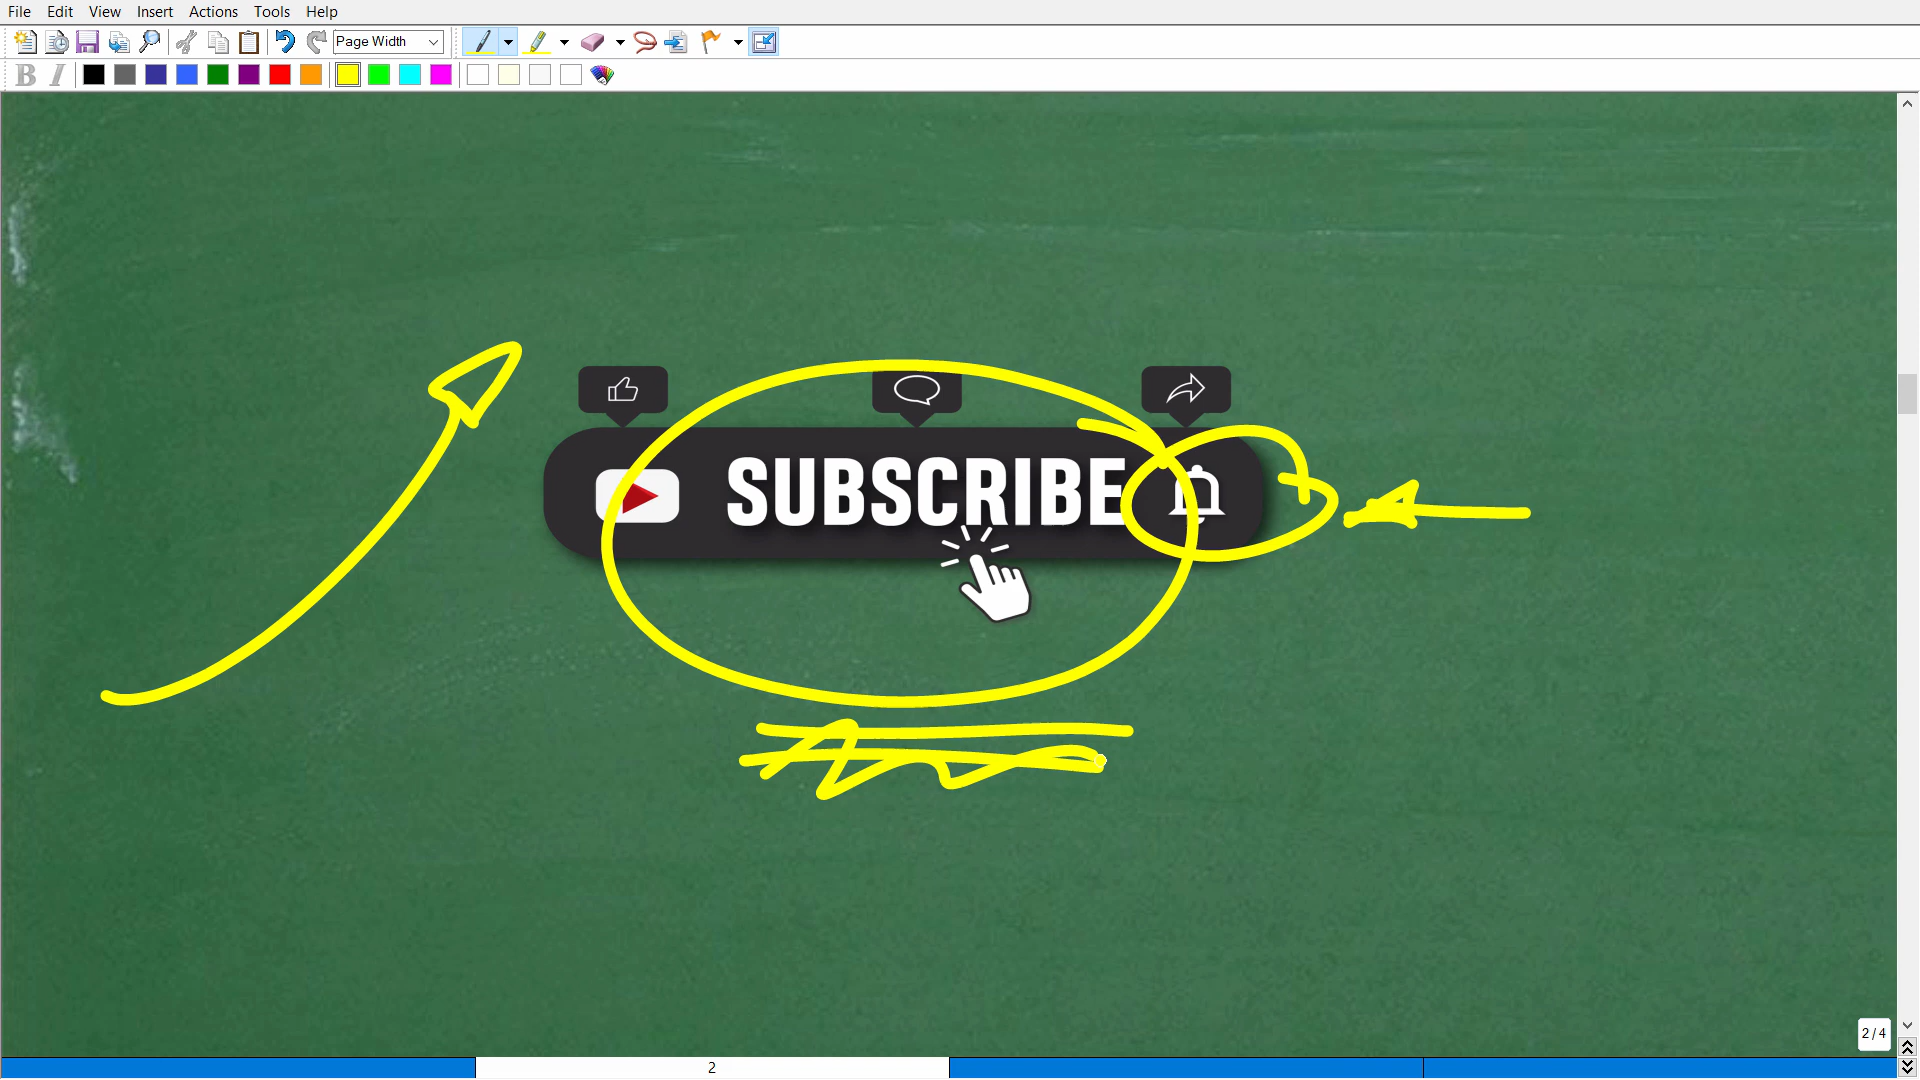 File Edit View Insert Actions Tools Help
Page Width
B I
SUBSCRIBE
2 / 4
2